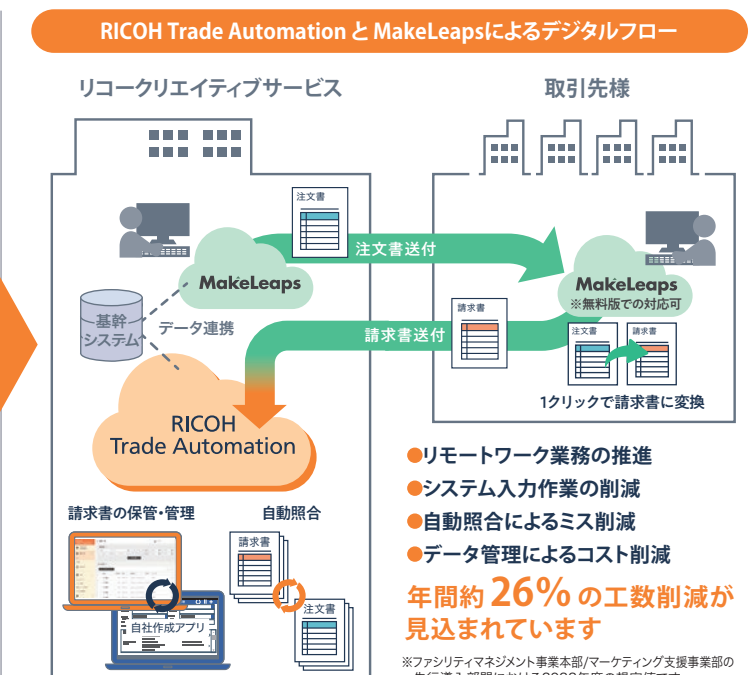 RICOH Trade Automation と MakeLeapsによるデジタルフロー
リコークリエイティブサービス
取引先様
注文書
注文書送付
MakeLeaps
MakeLeaps
※無料版での対応可
基幹
システム
データ連携
請求書
請求書送付
注文書
請求書
1クリックで請求書に変換
RICOH
Trade Automation
請求書の保管・管理
自動照合
請求書
注文書
自社作成アプリ
●リモートワーク業務の推進
●システム入力作業の削減
●自動照合によるミス削減
●データ管理によるコスト削減
年間約 26% の工数削減が
見込まれています
※ファシリティマネジメント事業本部/マーケティング支援事業部の